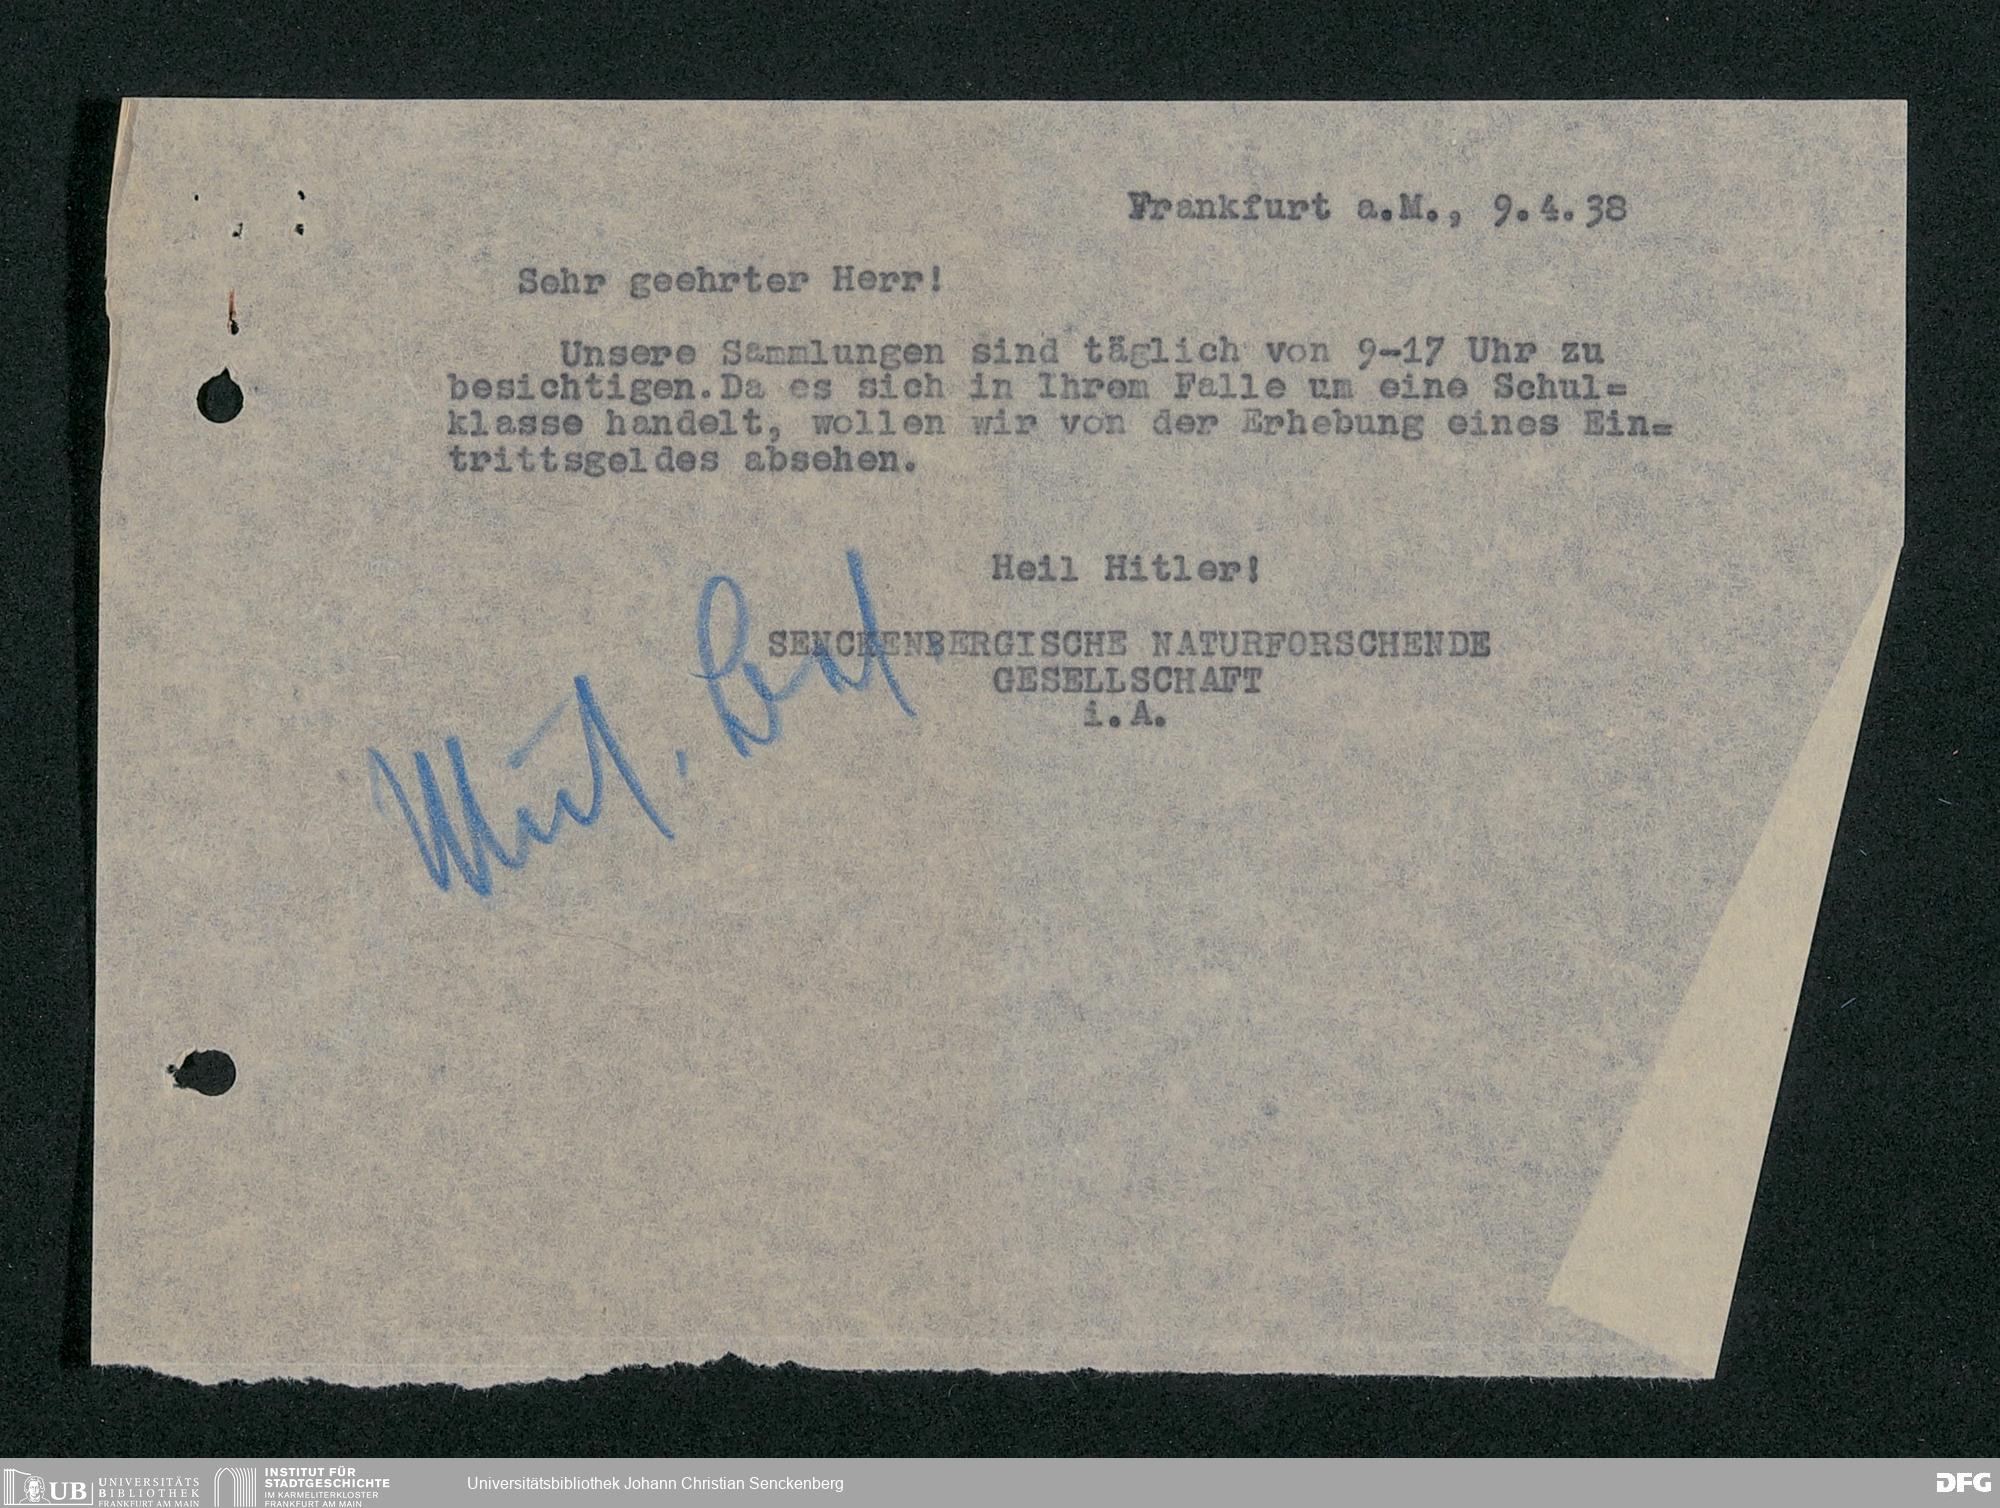 Frankfurt a.M., 9.4.38
Sehr geehrter Herr!
Unsere Sammlungen sind täglich von 9-17 Uhr zu
besichtigen.Da es sich in Ihrem Falle um eine Schul=
klasse handelt, wollen wir von der Erhebung eines Ein=
trittsgeldes absehen.
Heil Hitler!
SENCKENBERGISCHE NATURFORSCHENDE
GESELLSCHAFT
i.A.
UB UNIVERSITÄTS
BIBLIOTHEK
FRANKFURT AM MAIN
INSTITUT FÜR
STADTGESCHICHTE
IM KARMELITERKLOSTER
FRANKFURT AM MAIN
Universitätsbibliothek Johann Christian Senckenberg
DFG